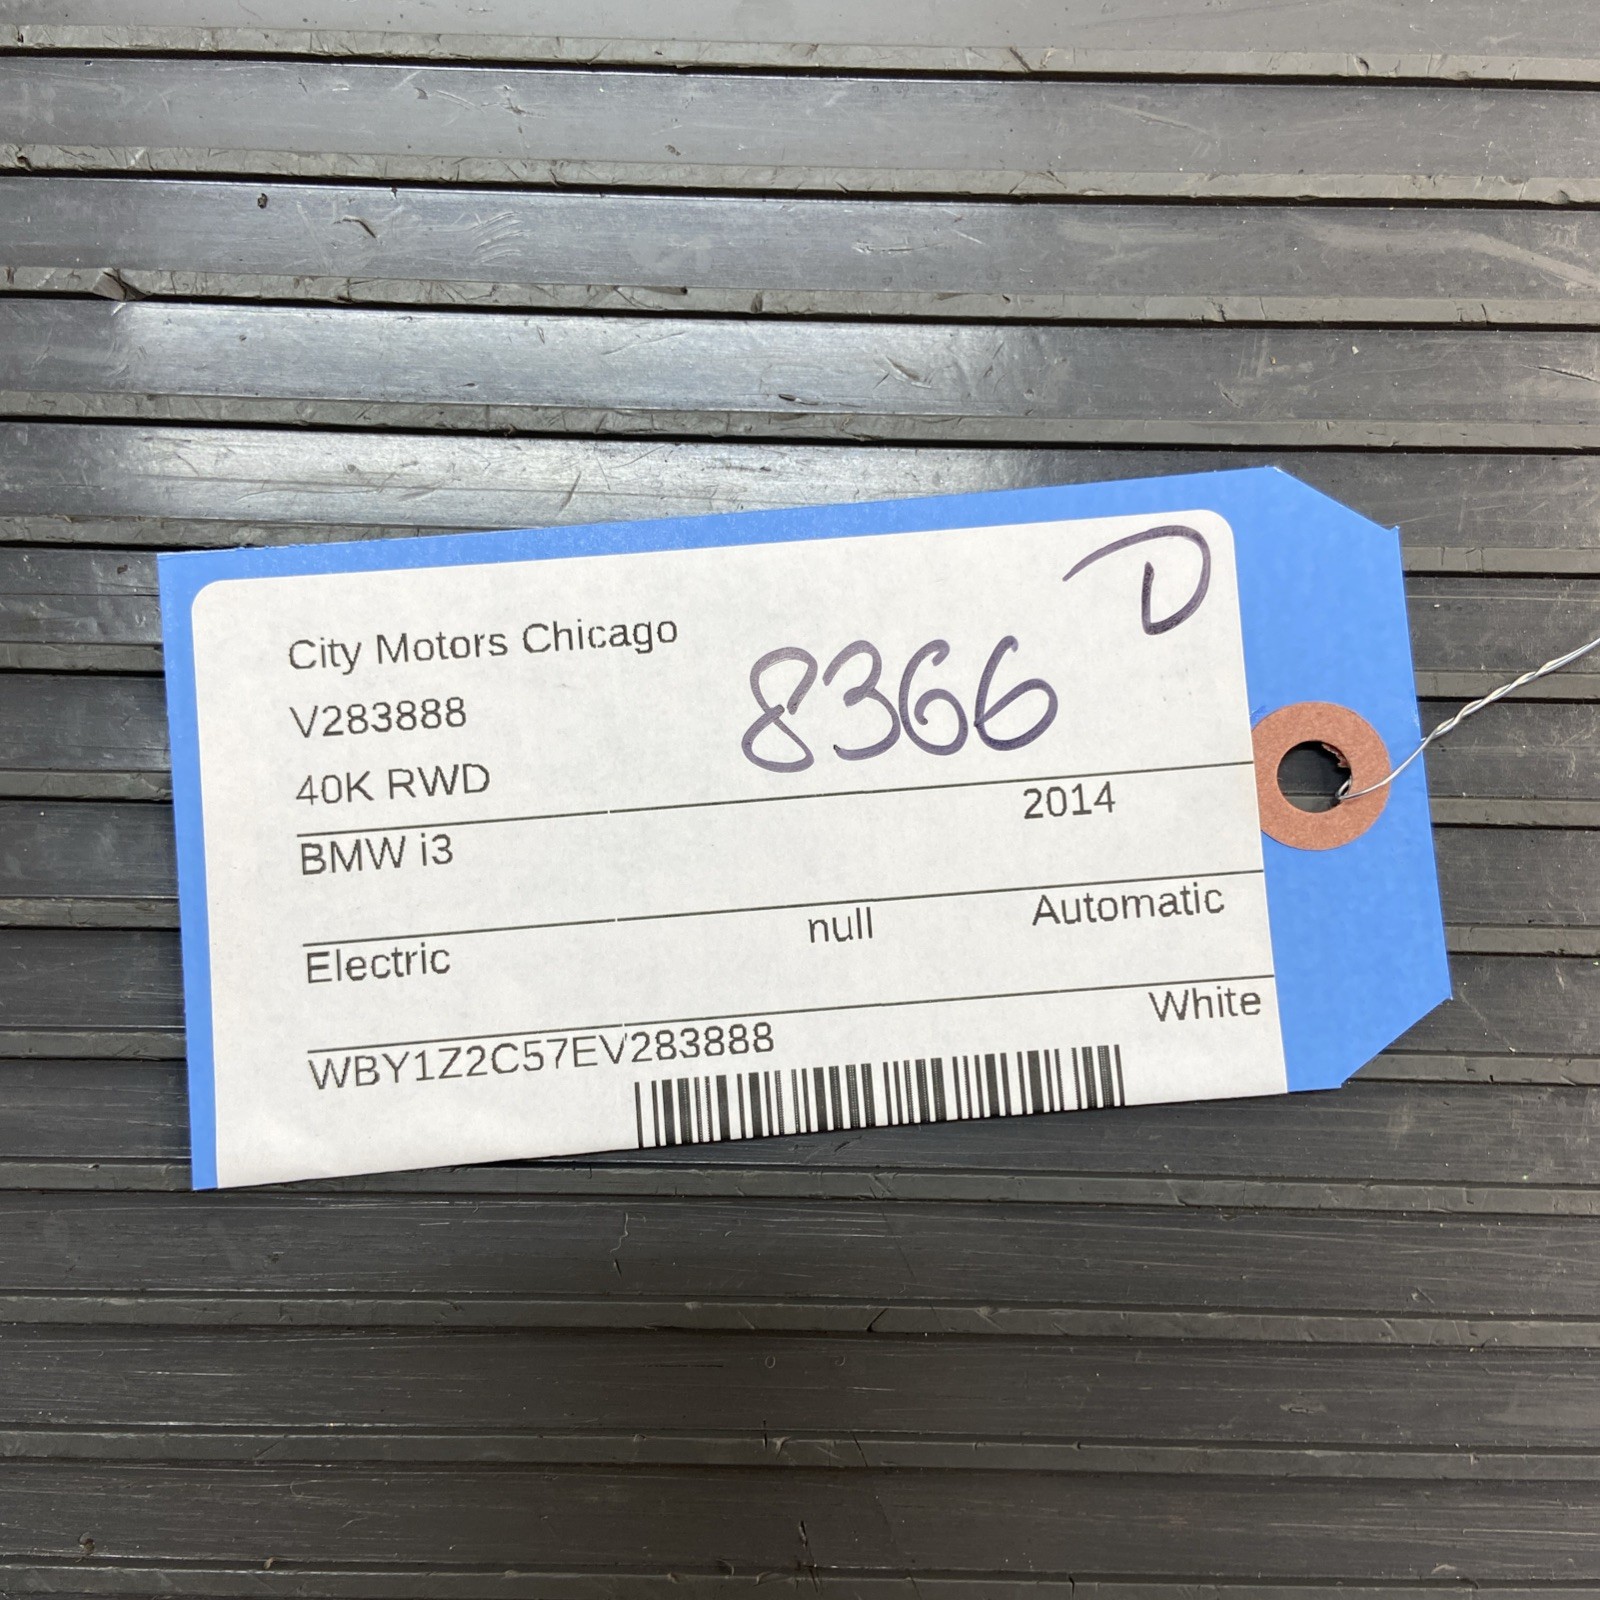 D
City Motors Chicago
8366
V283888
40K RWD
BMW i3 2014
Electric null Automatic
WBY1Z2C57EV283888 White